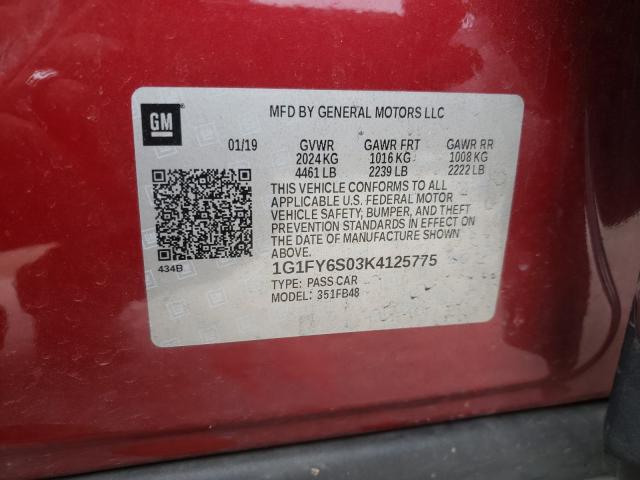 GM
MFD BY GENERAL MOTORS LLC
01/19 GVWR GAWR FRT GAWR RR
2024 KG 1016 KG 1008 KG
4461 LB 2239 LB 2222 LB
THIS VEHICLE CONFORMS TO ALL
APPLICABLE U.S. FEDERAL MOTOR
VEHICLE SAFETY, BUMPER, AND THEFT
PREVENTION STANDARDS IN EFFECT ON
THE DATE OF MANUFACTURE SHOWN
ABOVE.
434B
1G1FY6S03K4125775
TYPE: PASS CAR
MODEL: 351FB48